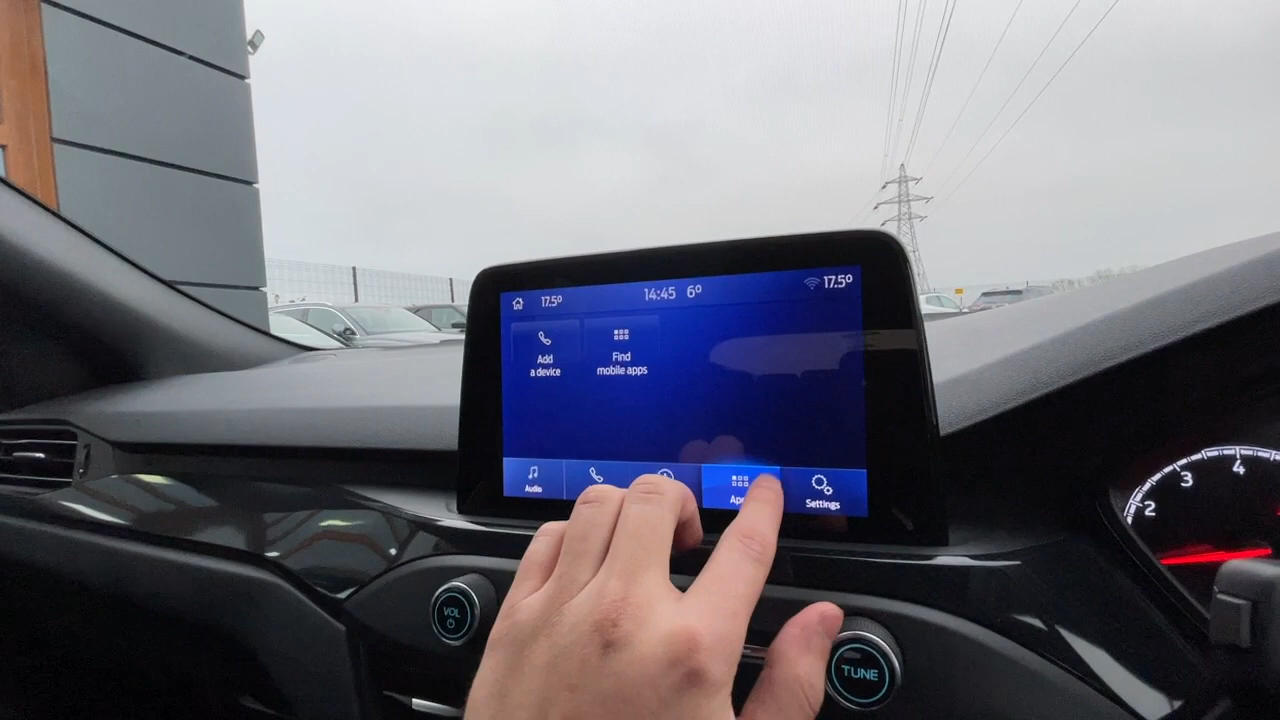 17.5° 14:45 6° 17.5°
Add
a device
Find
mobile apps
Audio
Settings
VOL
TUNE
2 3 4